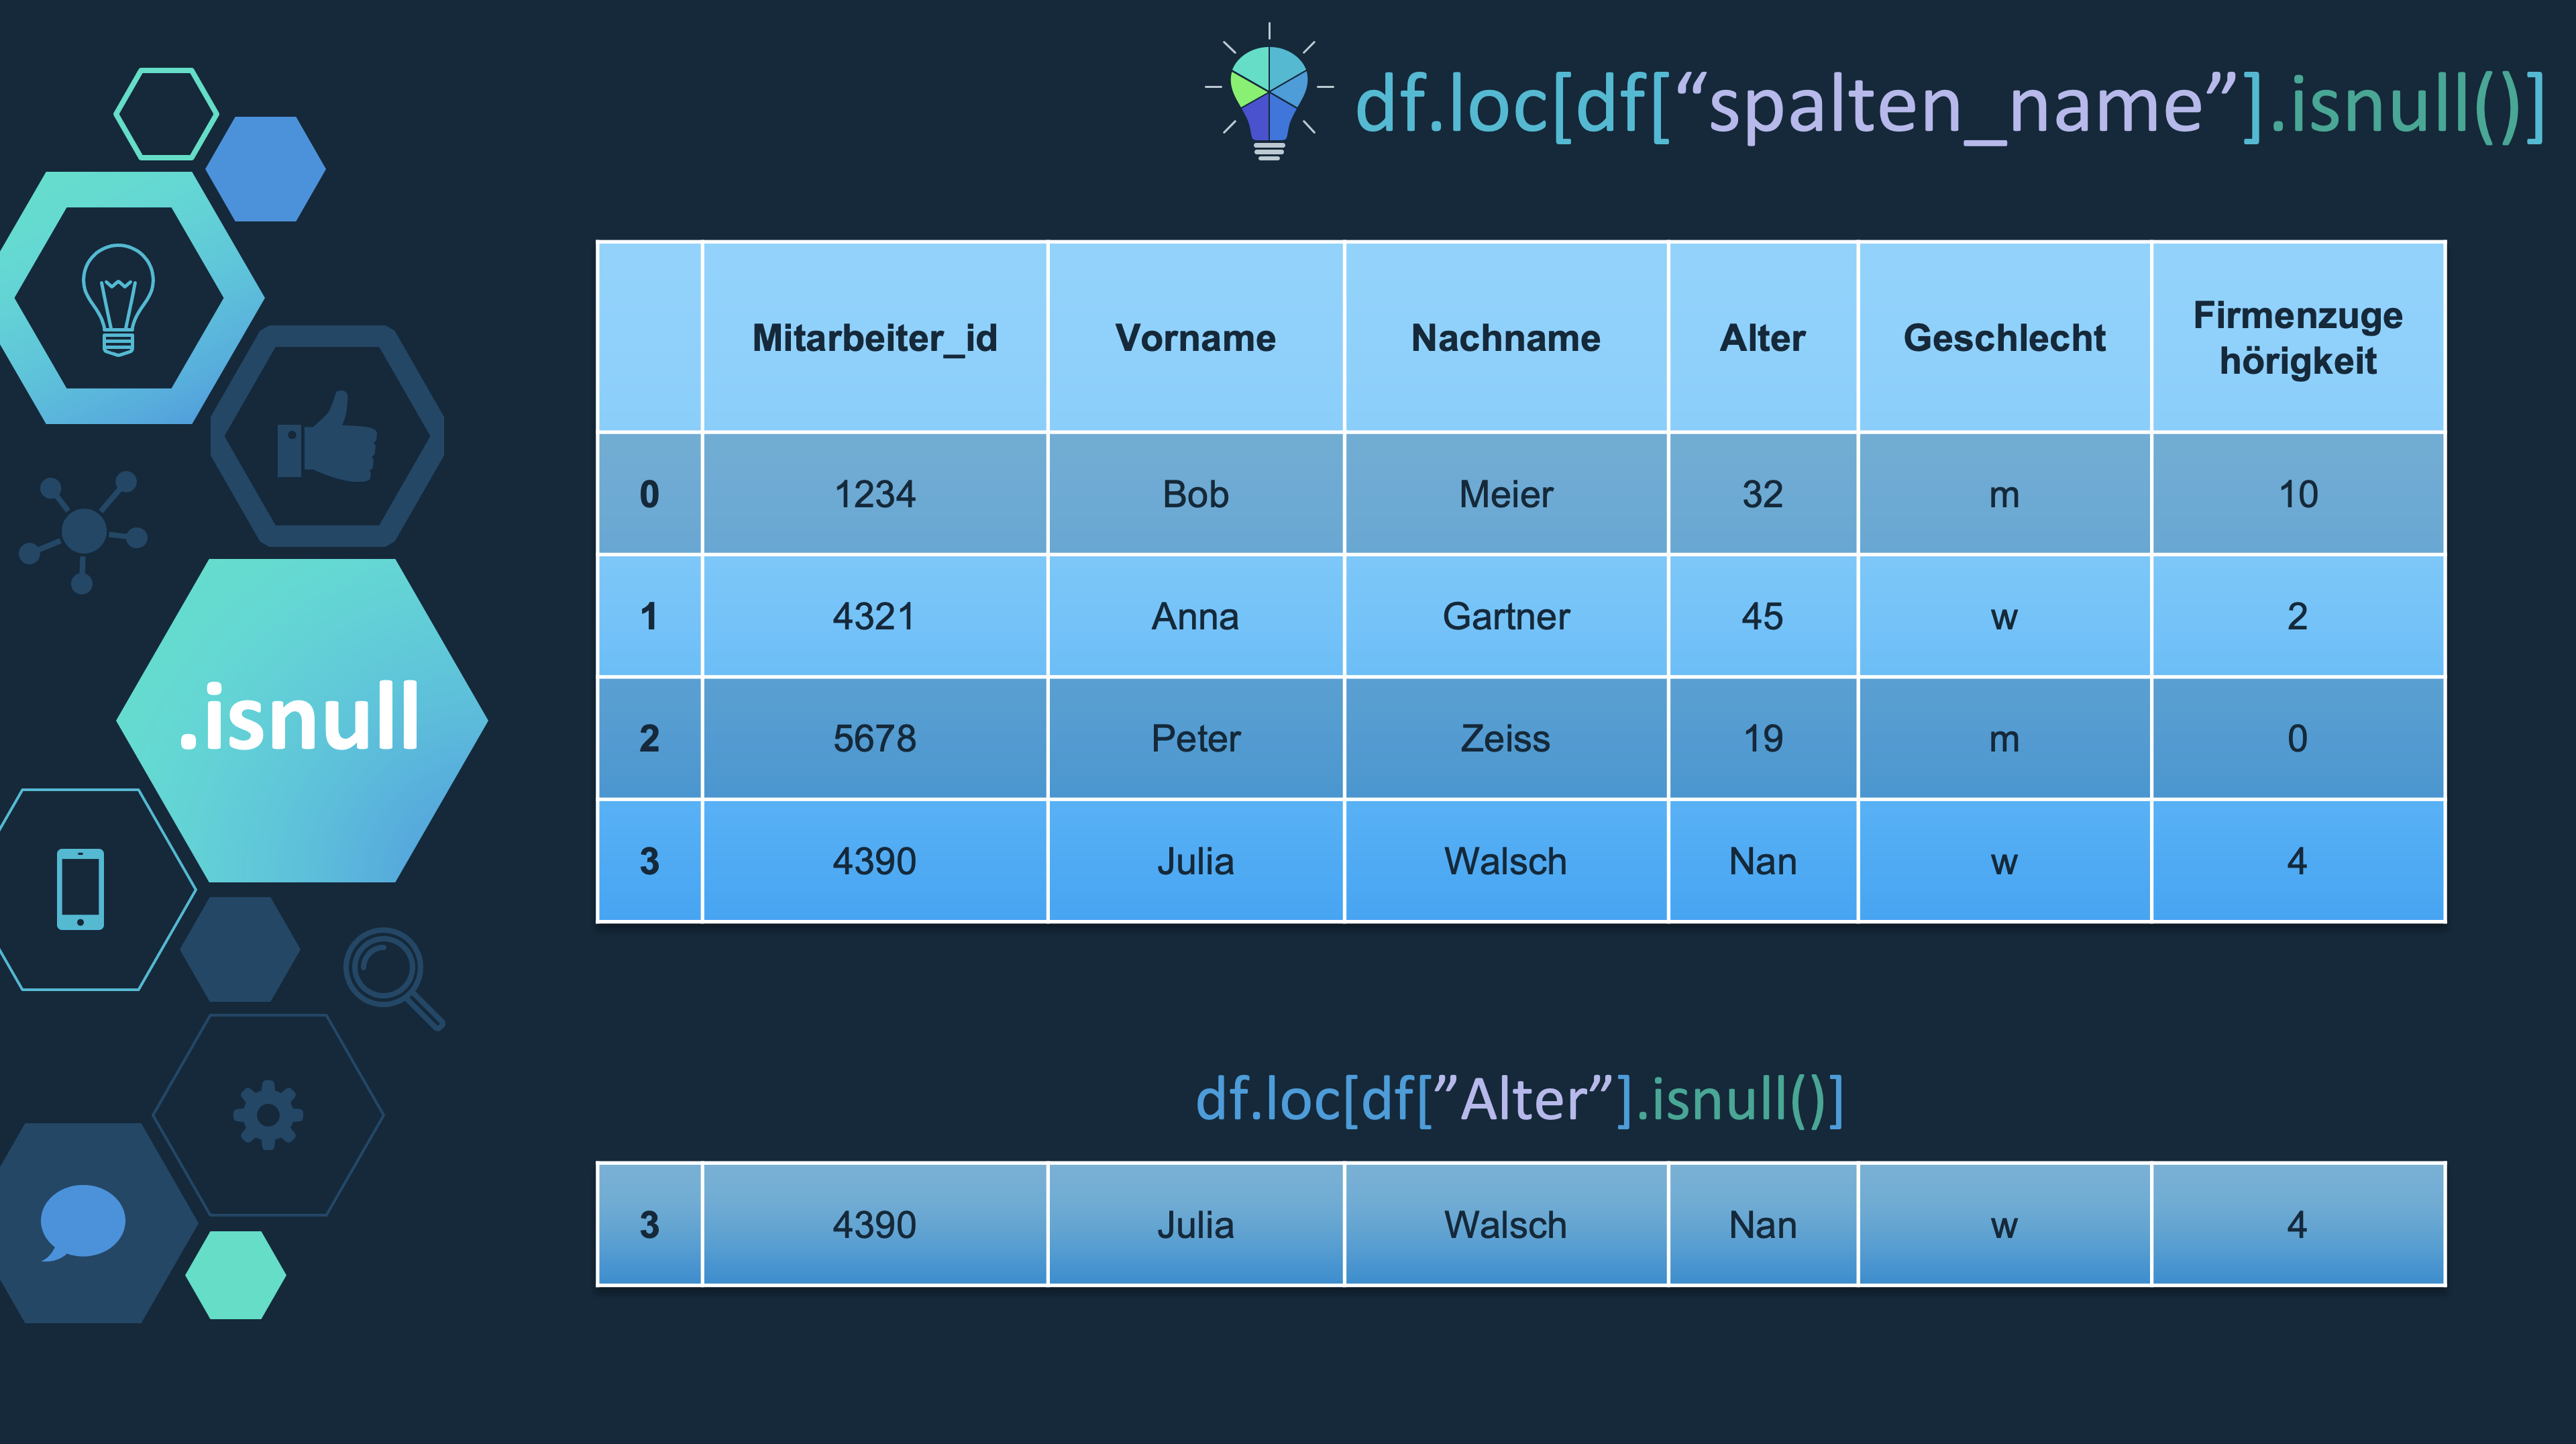 df.loc[df[“spalten_name”].isnull()]
Mitarbeiter_id Vorname Nachname Alter Geschlecht Firmenzuge
hörigkeit
0 1234 Bob Meier 32 m 10
1 4321 Anna Gartner 45 w 2
.isnull
2 5678 Peter Zeiss 19 m 0
3 4390 Julia Walsch Nan w 4
df.loc[df[”Alter”].isnull()]
3 4390 Julia Walsch Nan w 4